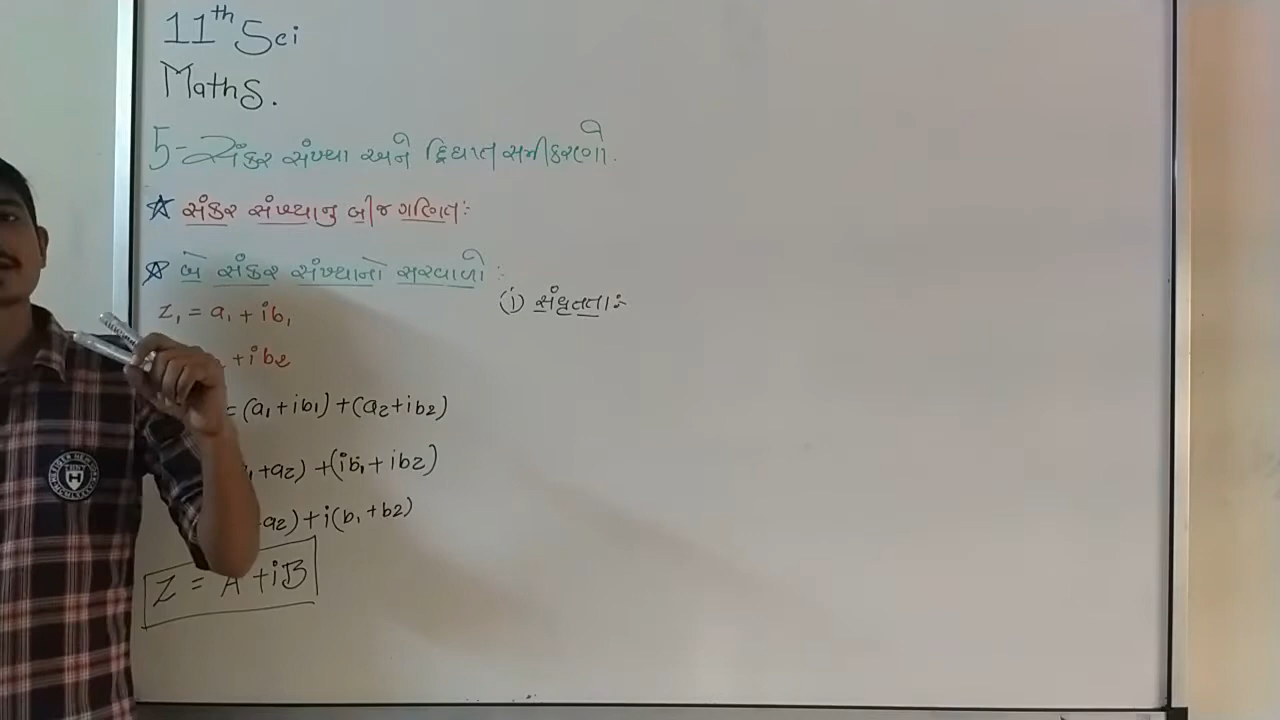 11th Sci
Maths.
5-સંકર સંખ્યા અને દ્વિઘાત સમીકરણો.
☆ સંકર સંખ્યાનુ બીજ ગણિત:-
☆ બે સંકર સંખ્યાનો સરવાળો :-
z₁ = a₁ + ib₁
+ib2
=(a₁+ib1)+(a2+ib2)
+a2) +(ib₁+ib2)
a2)+i(b₁+b2)
Z = A+iB
(i) સંવૃતતા:-